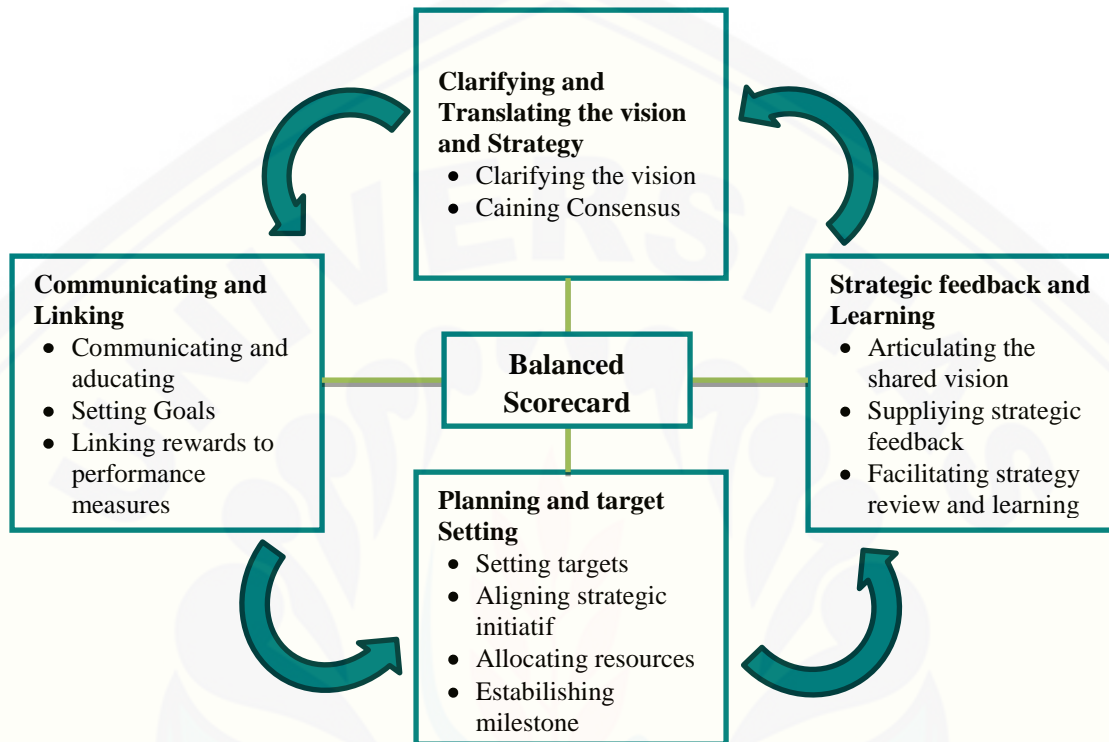 Clarifying and
Translating the vision
and Strategy
• Clarifying the vision
• Caining Consensus
Communicating and
Linking
• Communicating and
aducating
• Setting Goals
• Linking rewards to
performance
measures
Balanced
Scorecard
Strategic feedback and
Learning
• Articulating the
shared vision
• Suppliying strategic
feedback
• Facilitating strategy
review and learning
Planning and target
Setting
• Setting targets
• Aligning strategic
initiatif
• Allocating resources
• Estabilishing
milestone